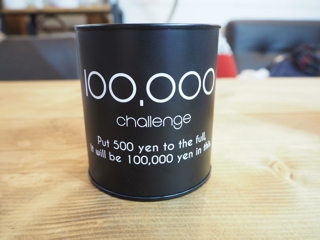 100,000
challenge
Put 500 yen to the full,
it will be 100,000 yen in this